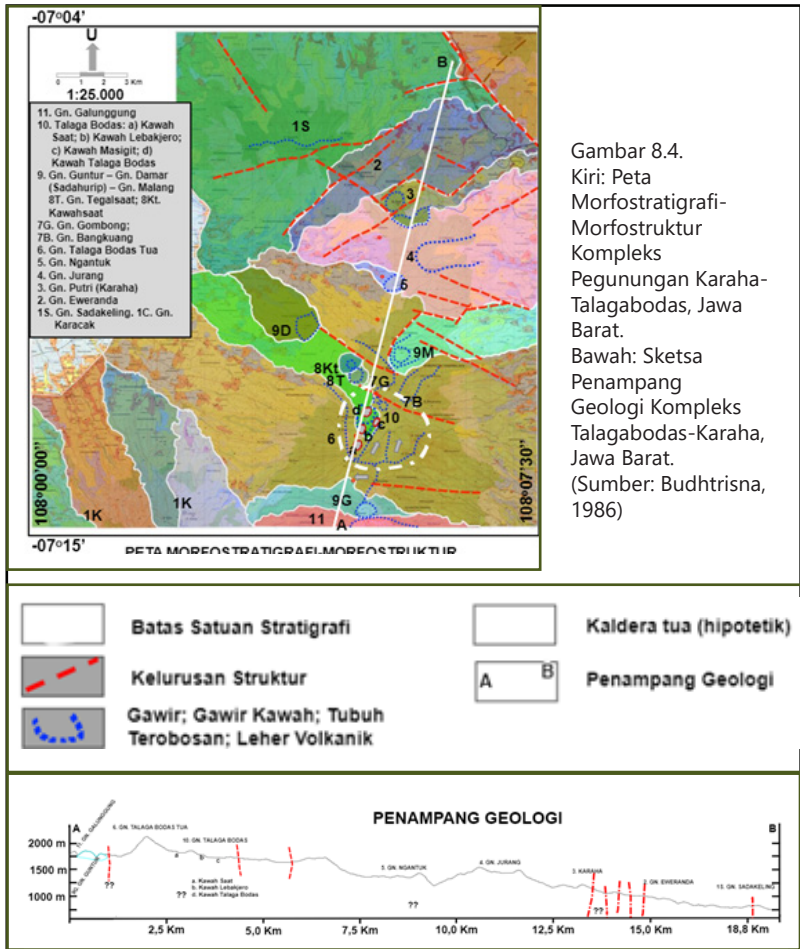 -07°04’
U
0 1 2 3 Km
1:25.000
11. Gn. Galunggung
10. Talaga Bodas: a) Kawah
Saat; b) Kawah Lebakjero;
c) Kawah Masigit; d)
Kawah Talaga Bodas
9. Gn. Guntur – Gn. Damar
(Sadahurip) – Gn. Malang
8T. Gn. Tegalsaat; 8Kt.
Kawahsaat
7G. Gn. Gombong;
7B. Gn. Bangkuang
6. Gn. Talaga Bodas Tua
5. Gn. Ngantuk
4. Gn. Jurang
3. Gn. Putri (Karaha)
2. Gn. Eweranda
1S. Gn. Sadakeling. 1C. Gn.
Karacak
B
1S
2
3
4
5
9D
9M
8Kt
8T
7G
7B
d
10
c
b
6
9G
11
A
1K
1K
108°00’00”
108°07’30”
-07°15’
PETA MORFOSTRATIGRAFI-MORFOSTRUKTUR
Gambar 8.4.
Kiri: Peta
Morfostratigrafi-
Morfostruktur
Kompleks
Pegunungan Karaha-
Talagabodas, Jawa
Barat.
Bawah: Sketsa
Penampang
Geologi Kompleks
Talagabodas-Karaha,
Jawa Barat.
(Sumber: Budhtrisna,
1986)
Batas Satuan Stratigrafi
Kaldera tua (hipotetik)
Kelurusan Struktur
A B Penampang Geologi
Gawir; Gawir Kawah; Tubuh
Terobosan; Leher Volkanik
PENAMPANG GEOLOGI
A
B
2000 m
1500 m
1000 m
11. GN. GALUNGGUNG
9G. GN. GUNTUR
6. GN. TALAGA BODAS TUA
10. GN. TALAGA BODAS
a b c
a. Kawah Saat
b. Kawah Lebakjero
d. Kawah Talaga Bodas
5. GN. NGANTUK
4. GN. JURANG
3. KARAHA
2. GN. EWERANDA
13. GN. SADAKELING
??
??
??
??
2,5 Km
5,0 Km
7,5 Km
10,0 Km
12,5 Km
15,0 Km
18,8 Km